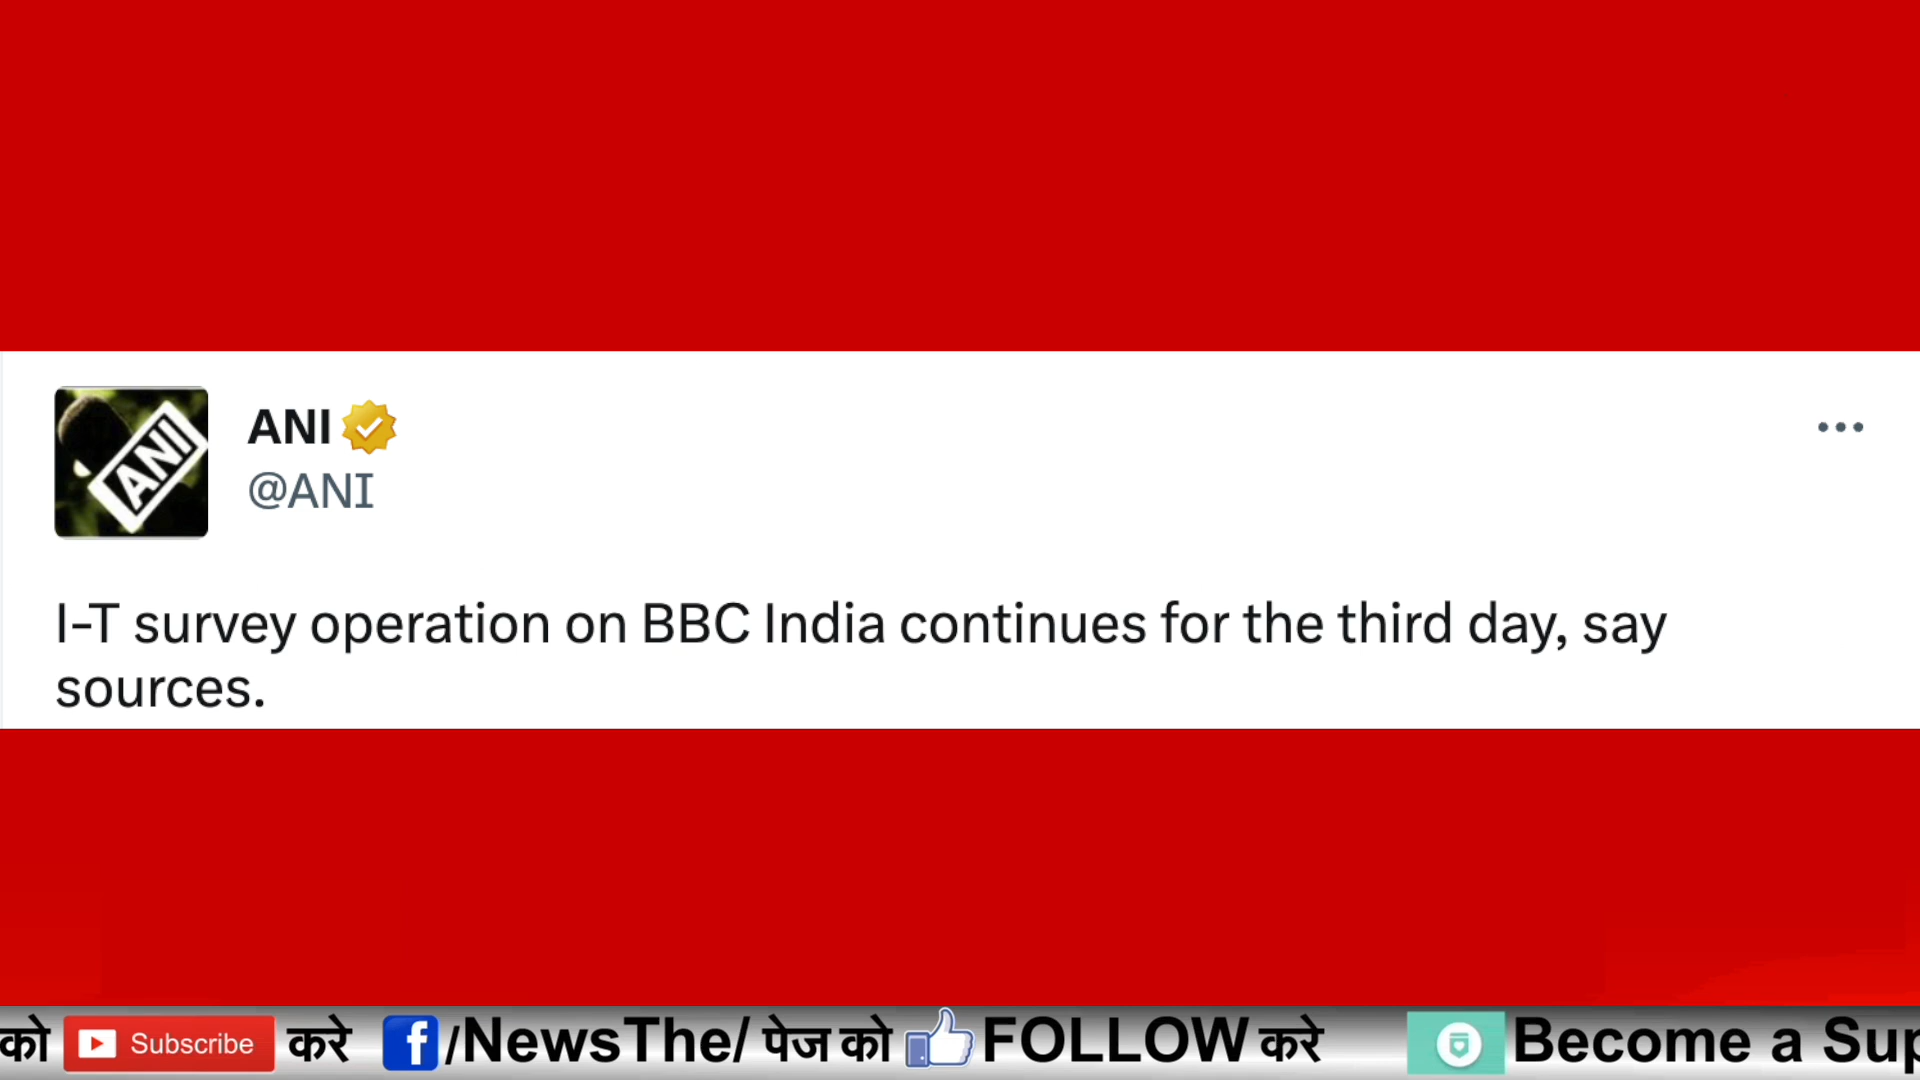 ANI
ANI
@ANI
I-T survey operation on BBC India continues for the third day, say
sources.
को Subscribe करे f /NewsThe/ पेज को FOLLOW करे Become a Sup